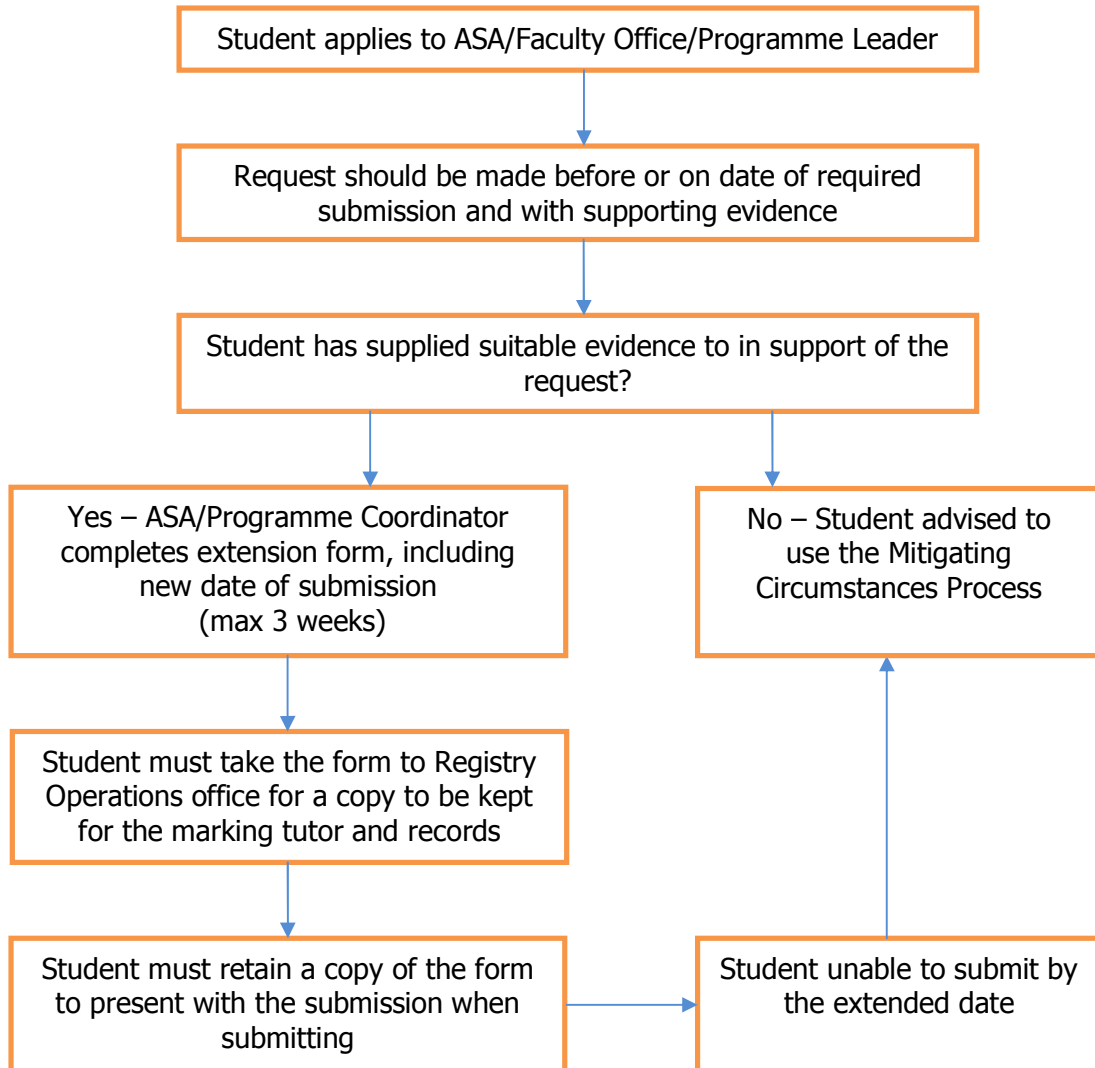 Student applies to ASA/Faculty Office/Programme Leader
Request should be made before or on date of required
submission and with supporting evidence
Student has supplied suitable evidence to in support of the
request?
Yes – ASA/Programme Coordinator
completes extension form, including
new date of submission
(max 3 weeks)
No – Student advised to
use the Mitigating
Circumstances Process
Student must take the form to Registry
Operations office for a copy to be kept
for the marking tutor and records
Student must retain a copy of the form
to present with the submission when
submitting
Student unable to submit by
the extended date